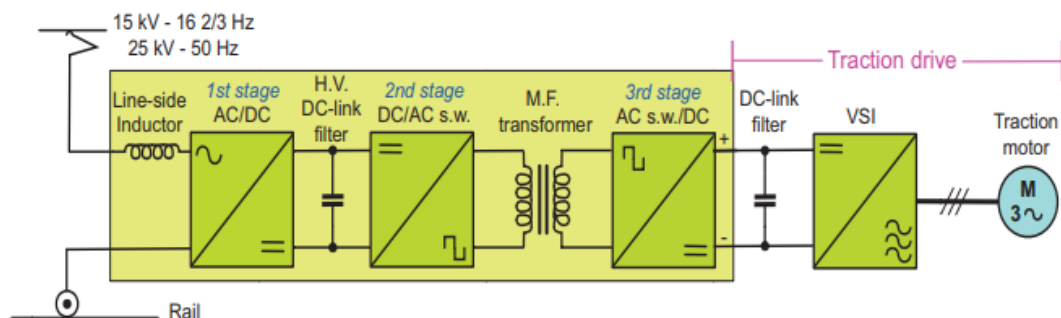 15 kV - 16 2/3 Hz
25 kV - 50 Hz
Traction drive
Line-side
Inductor
1st stage
AC/DC
H.V.
DC-link
filter
2nd stage
DC/AC s.w.
M.F.
transformer
3rd stage
AC s.w./DC
DC-link
filter
VSI
Traction
motor
+
-
M
3~
Rail